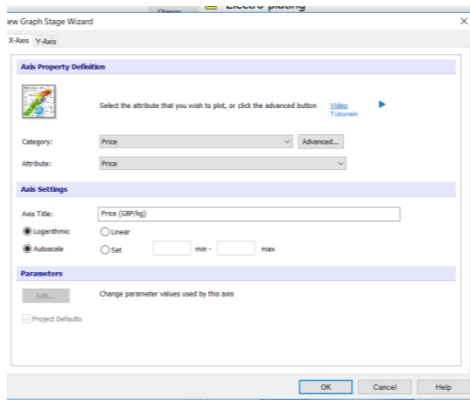 Electro-plating
ew Graph Stage Wizard
X-Axis Y-Axis
Axis Property Definition
Select the attribute that you wish to plot, or click the advanced button Video Tutorials
Category: Price Advanced...
Attribute: Price
Axis Settings
Axis Title: Price (GBP/kg)
Logarithmic Linear
Autoscale Set min - max
Parameters
Edit... Change parameter values used by this axis
Project Defaults
OK Cancel Help